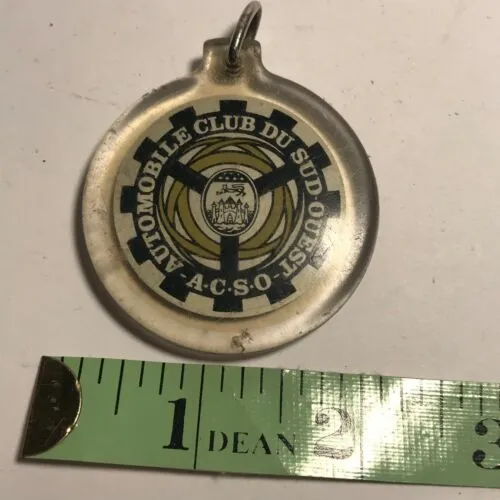 AUTOMOBILE CLUB DU SUD-OUEST
-A·C·S·O-
1 DEAN 2 3